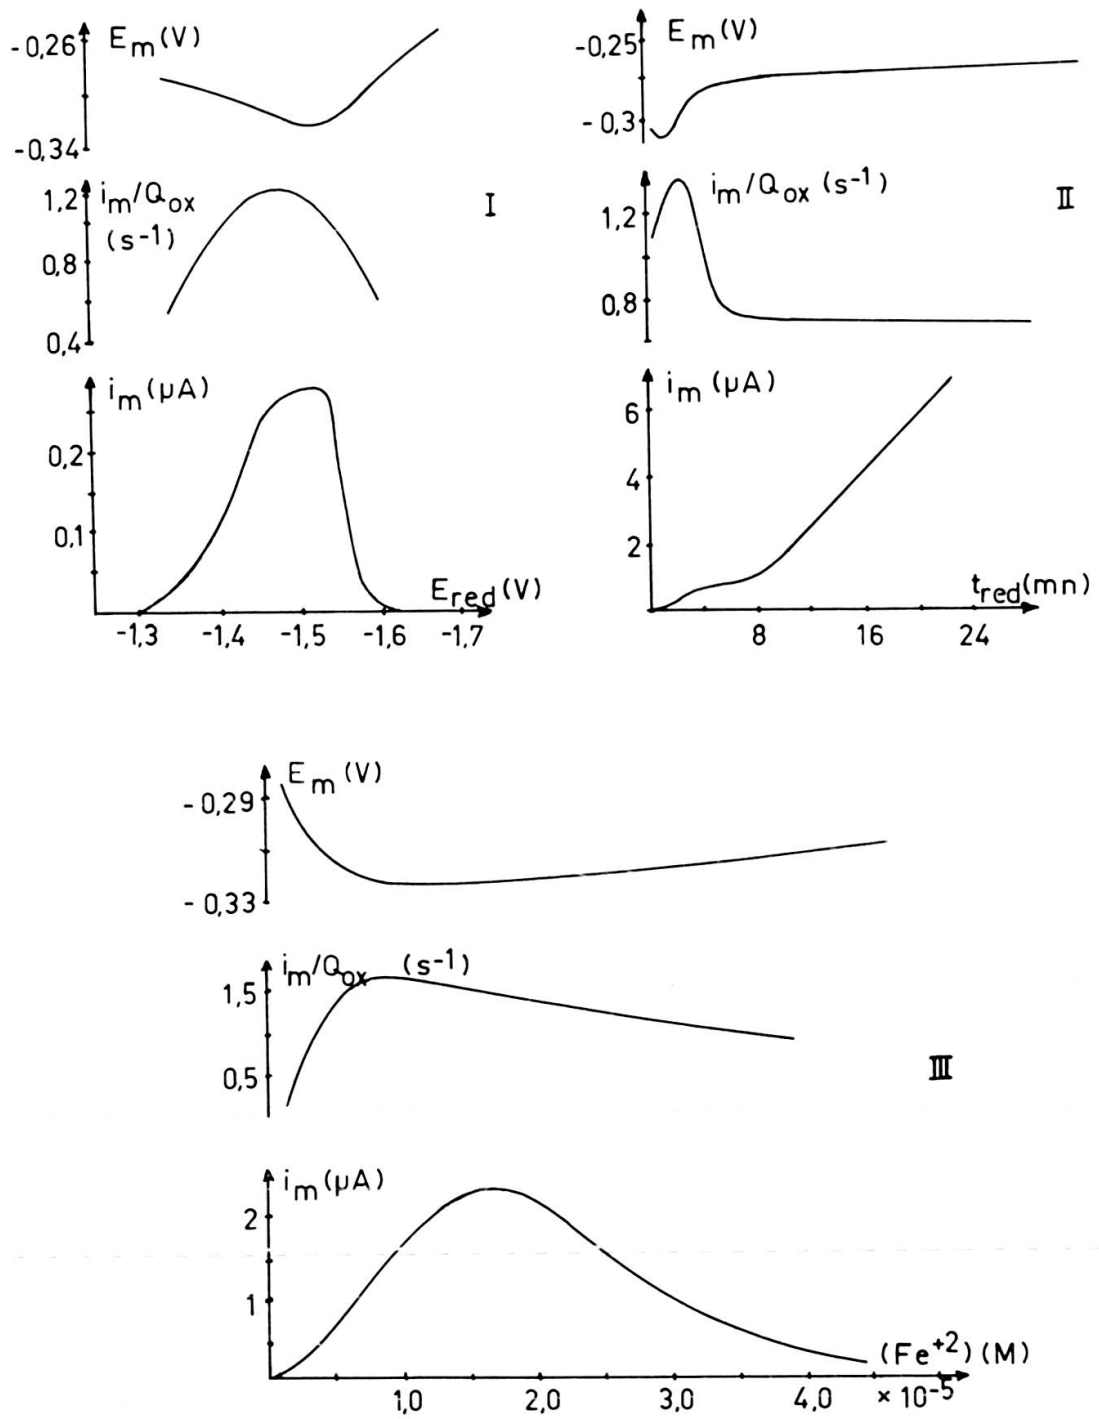 E_m (V)
-0,26
-0,34
i_m/Q_ox
(s⁻¹)
1,2
0,8
0,4
I
i_m (μA)
0,2
0,1
E_red (V)
-1,3 -1,4 -1,5 -1,6 -1,7
E_m (V)
-0,25
-0,3
i_m/Q_ox (s⁻¹)
1,2
0,8
II
i_m (μA)
6
4
2
t_red (mn)
8 16 24
E_m (V)
-0,29
-0,33
i_m/Q_ox (s⁻¹)
1,5
0,5
III
i_m (μA)
2
1
(Fe⁺²) (M)
1,0 2,0 3,0 4,0 × 10⁻⁵